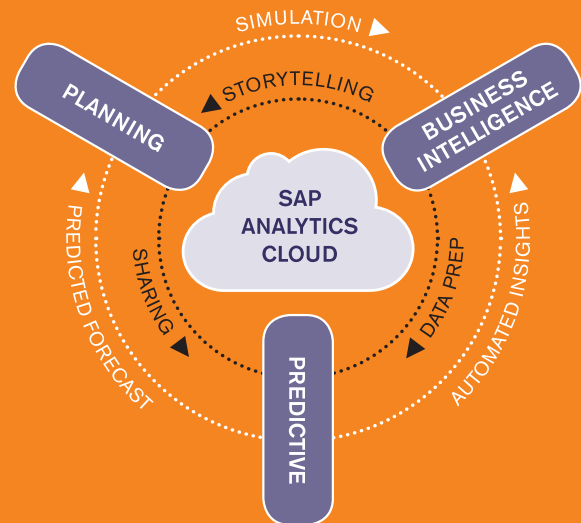 SIMULATION
STORYTELLING
PLANNING
BUSINESS
INTELLIGENCE
SAP
ANALYTICS
CLOUD
SHARING
DATA PREP
PREDICTED FORECAST
AUTOMATED INSIGHTS
PREDICTIVE